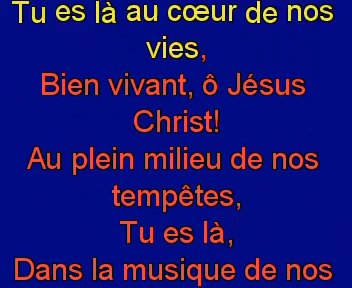 Tu es là au cœur de nos
vies,
Bien vivant, ô Jésus
Christ!
Au plein milieu de nos
tempêtes,
Tu es là,
Dans la musique de nos